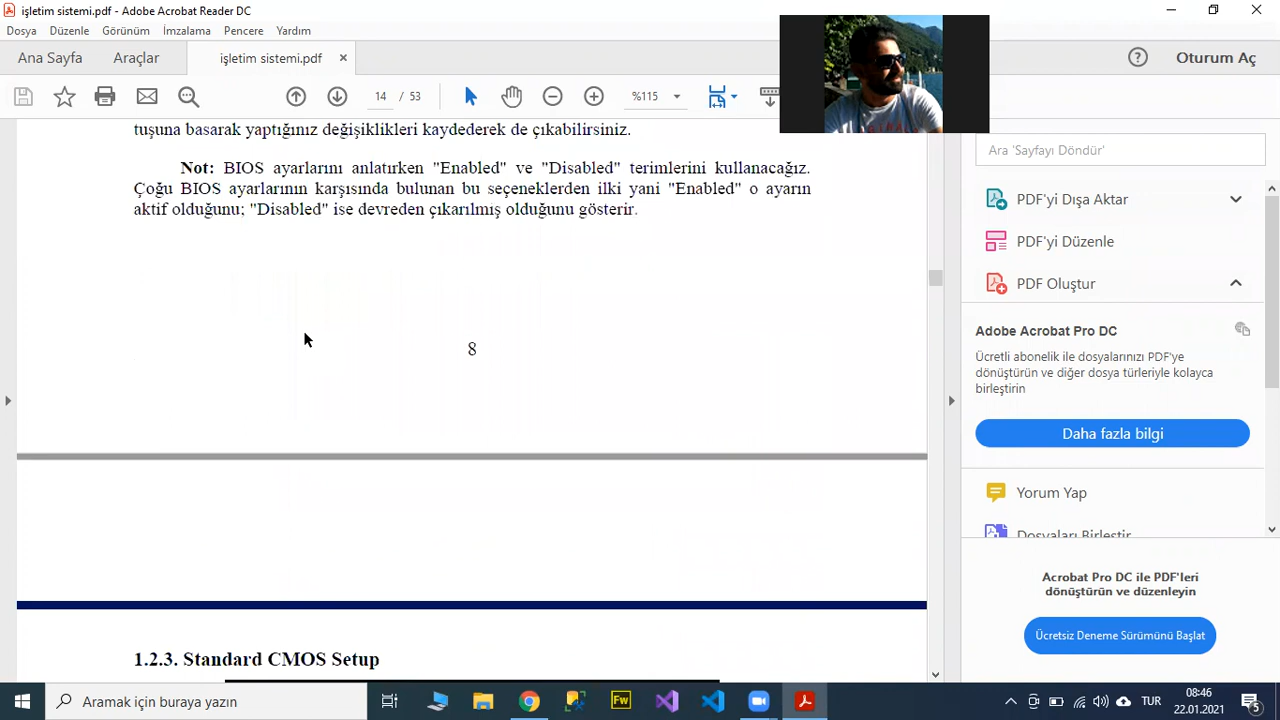 işletim sistemi.pdf - Adobe Acrobat Reader DC
Dosya Düzenle Görünüm İmzalama Pencere Yardım
Ana Sayfa Araçlar işletim sistemi.pdf Oturum Aç
14 / 53 %115
tuşuna basarak yaptığınız değişiklikleri kaydederek de çıkabilirsiniz.
Not: BIOS ayarlarını anlatırken "Enabled" ve "Disabled" terimlerini kullanacağız.
Çoğu BIOS ayarlarının karşısında bulunan bu seçeneklerden ilki yani "Enabled" o ayarın
aktif olduğunu; "Disabled" ise devreden çıkarılmış olduğunu gösterir.
8
1.2.3. Standard CMOS Setup
Ara 'Sayfayı Döndür'
PDF'yi Dışa Aktar
PDF'yi Düzenle
PDF Oluştur
Adobe Acrobat Pro DC
Ücretli abonelik ile dosyalarınızı PDF'ye
dönüştürün ve diğer dosya türleriyle kolayca
birleştirin
Daha fazla bilgi
Yorum Yap
Dosyaları Birleştir
Acrobat Pro DC ile PDF'leri
dönüştürün ve düzenleyin
Ücretsiz Deneme Sürümünü Başlat
Aramak için buraya yazın
Fw
TUR
08:46
22.01.2021
5